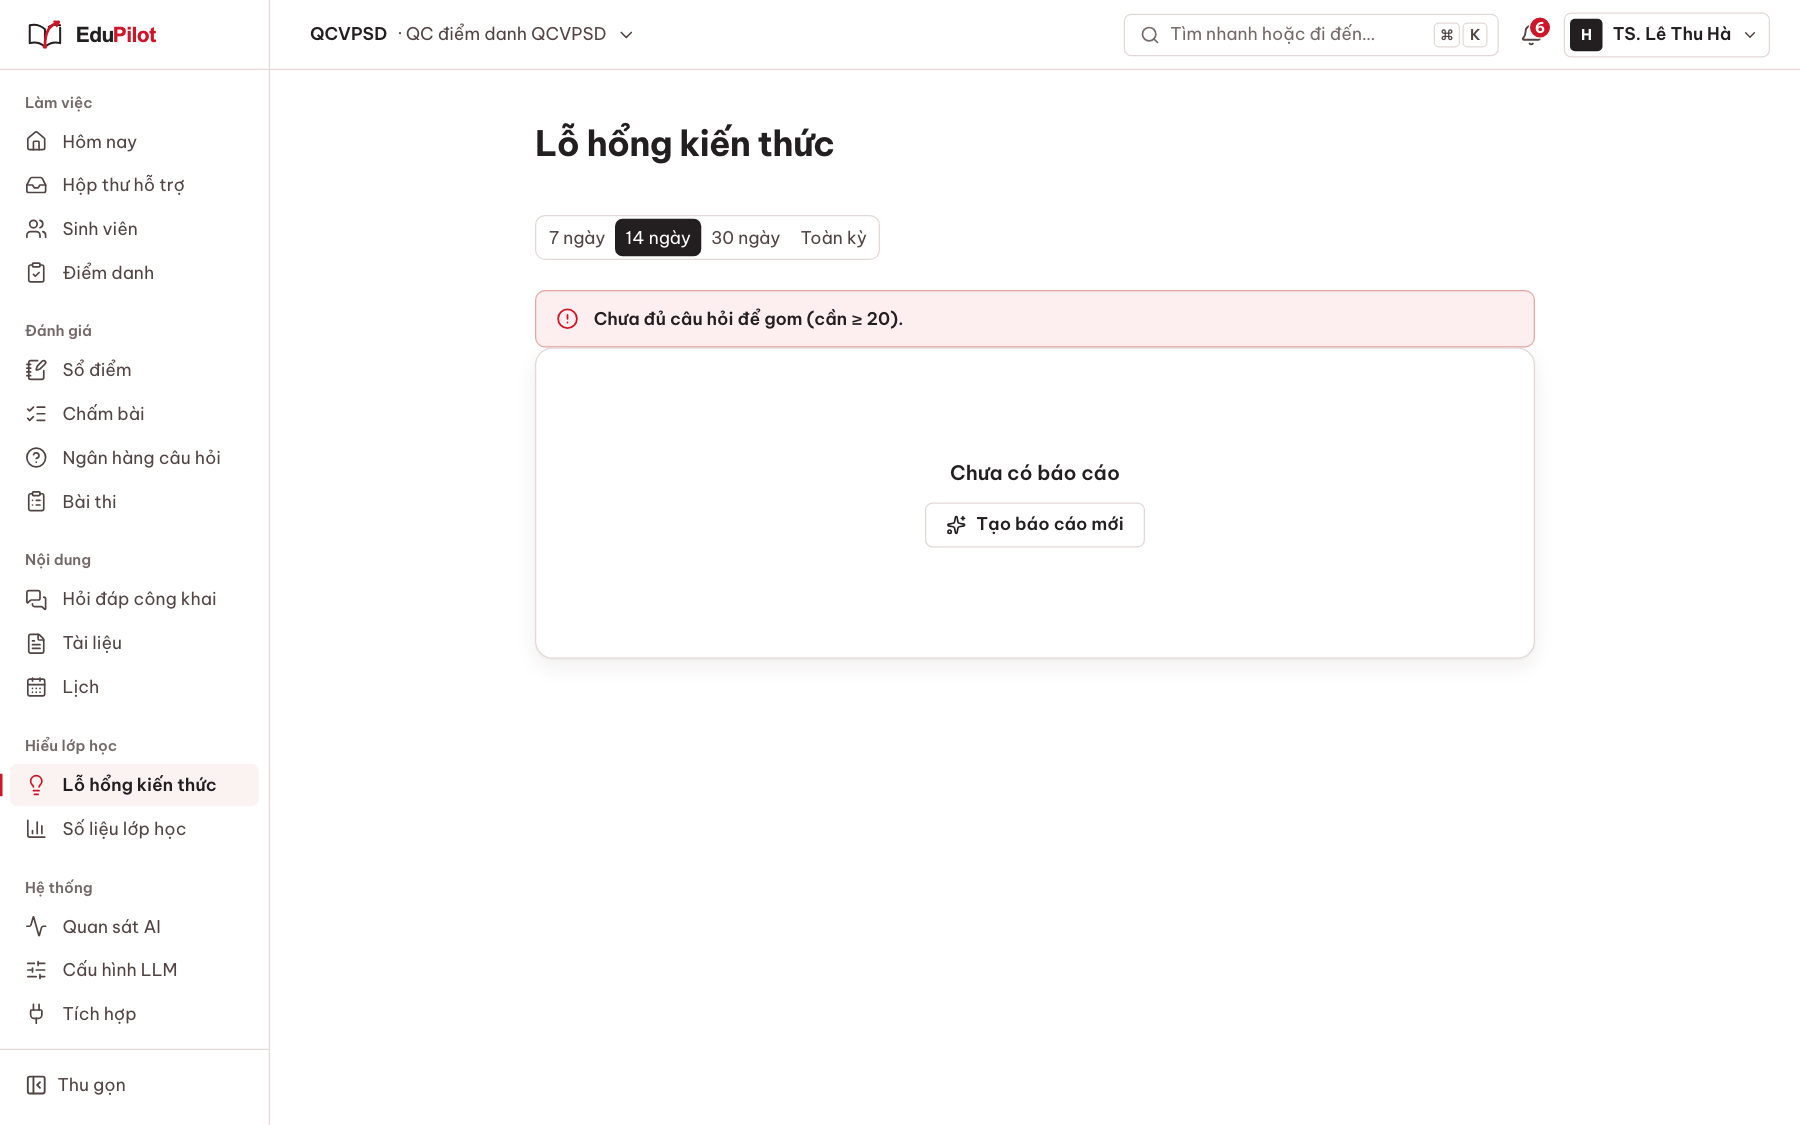 EduPilot
QCVPSD · QC điểm danh QCVPSD
Tìm nhanh hoặc đi đến...
⌘ K
6
H TS. Lê Thu Hà
Làm việc
Hôm nay
Hộp thư hỗ trợ
Sinh viên
Điểm danh
Đánh giá
Sổ điểm
Chấm bài
Ngân hàng câu hỏi
Bài thi
Nội dung
Hỏi đáp công khai
Tài liệu
Lịch
Hiểu lớp học
Lỗ hổng kiến thức
Số liệu lớp học
Hệ thống
Quan sát AI
Cấu hình LLM
Tích hợp
Thu gọn
Lỗ hổng kiến thức
7 ngày 14 ngày 30 ngày Toàn kỳ
Chưa đủ câu hỏi để gom (cần ≥ 20).
Chưa có báo cáo
Tạo báo cáo mới